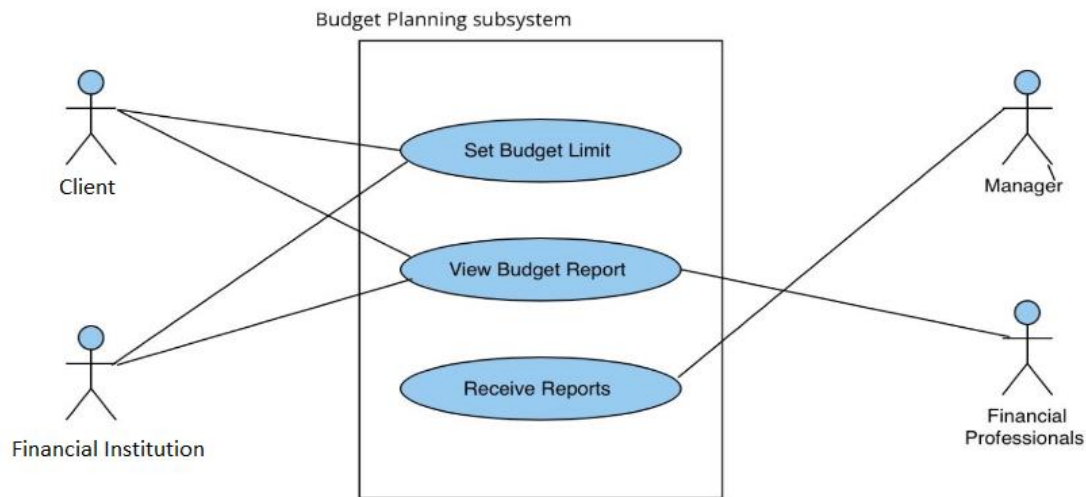 Budget Planning subsystem
Set Budget Limit
Client
Manager
View Budget Report
Receive Reports
Financial Institution
Financial
Professionals